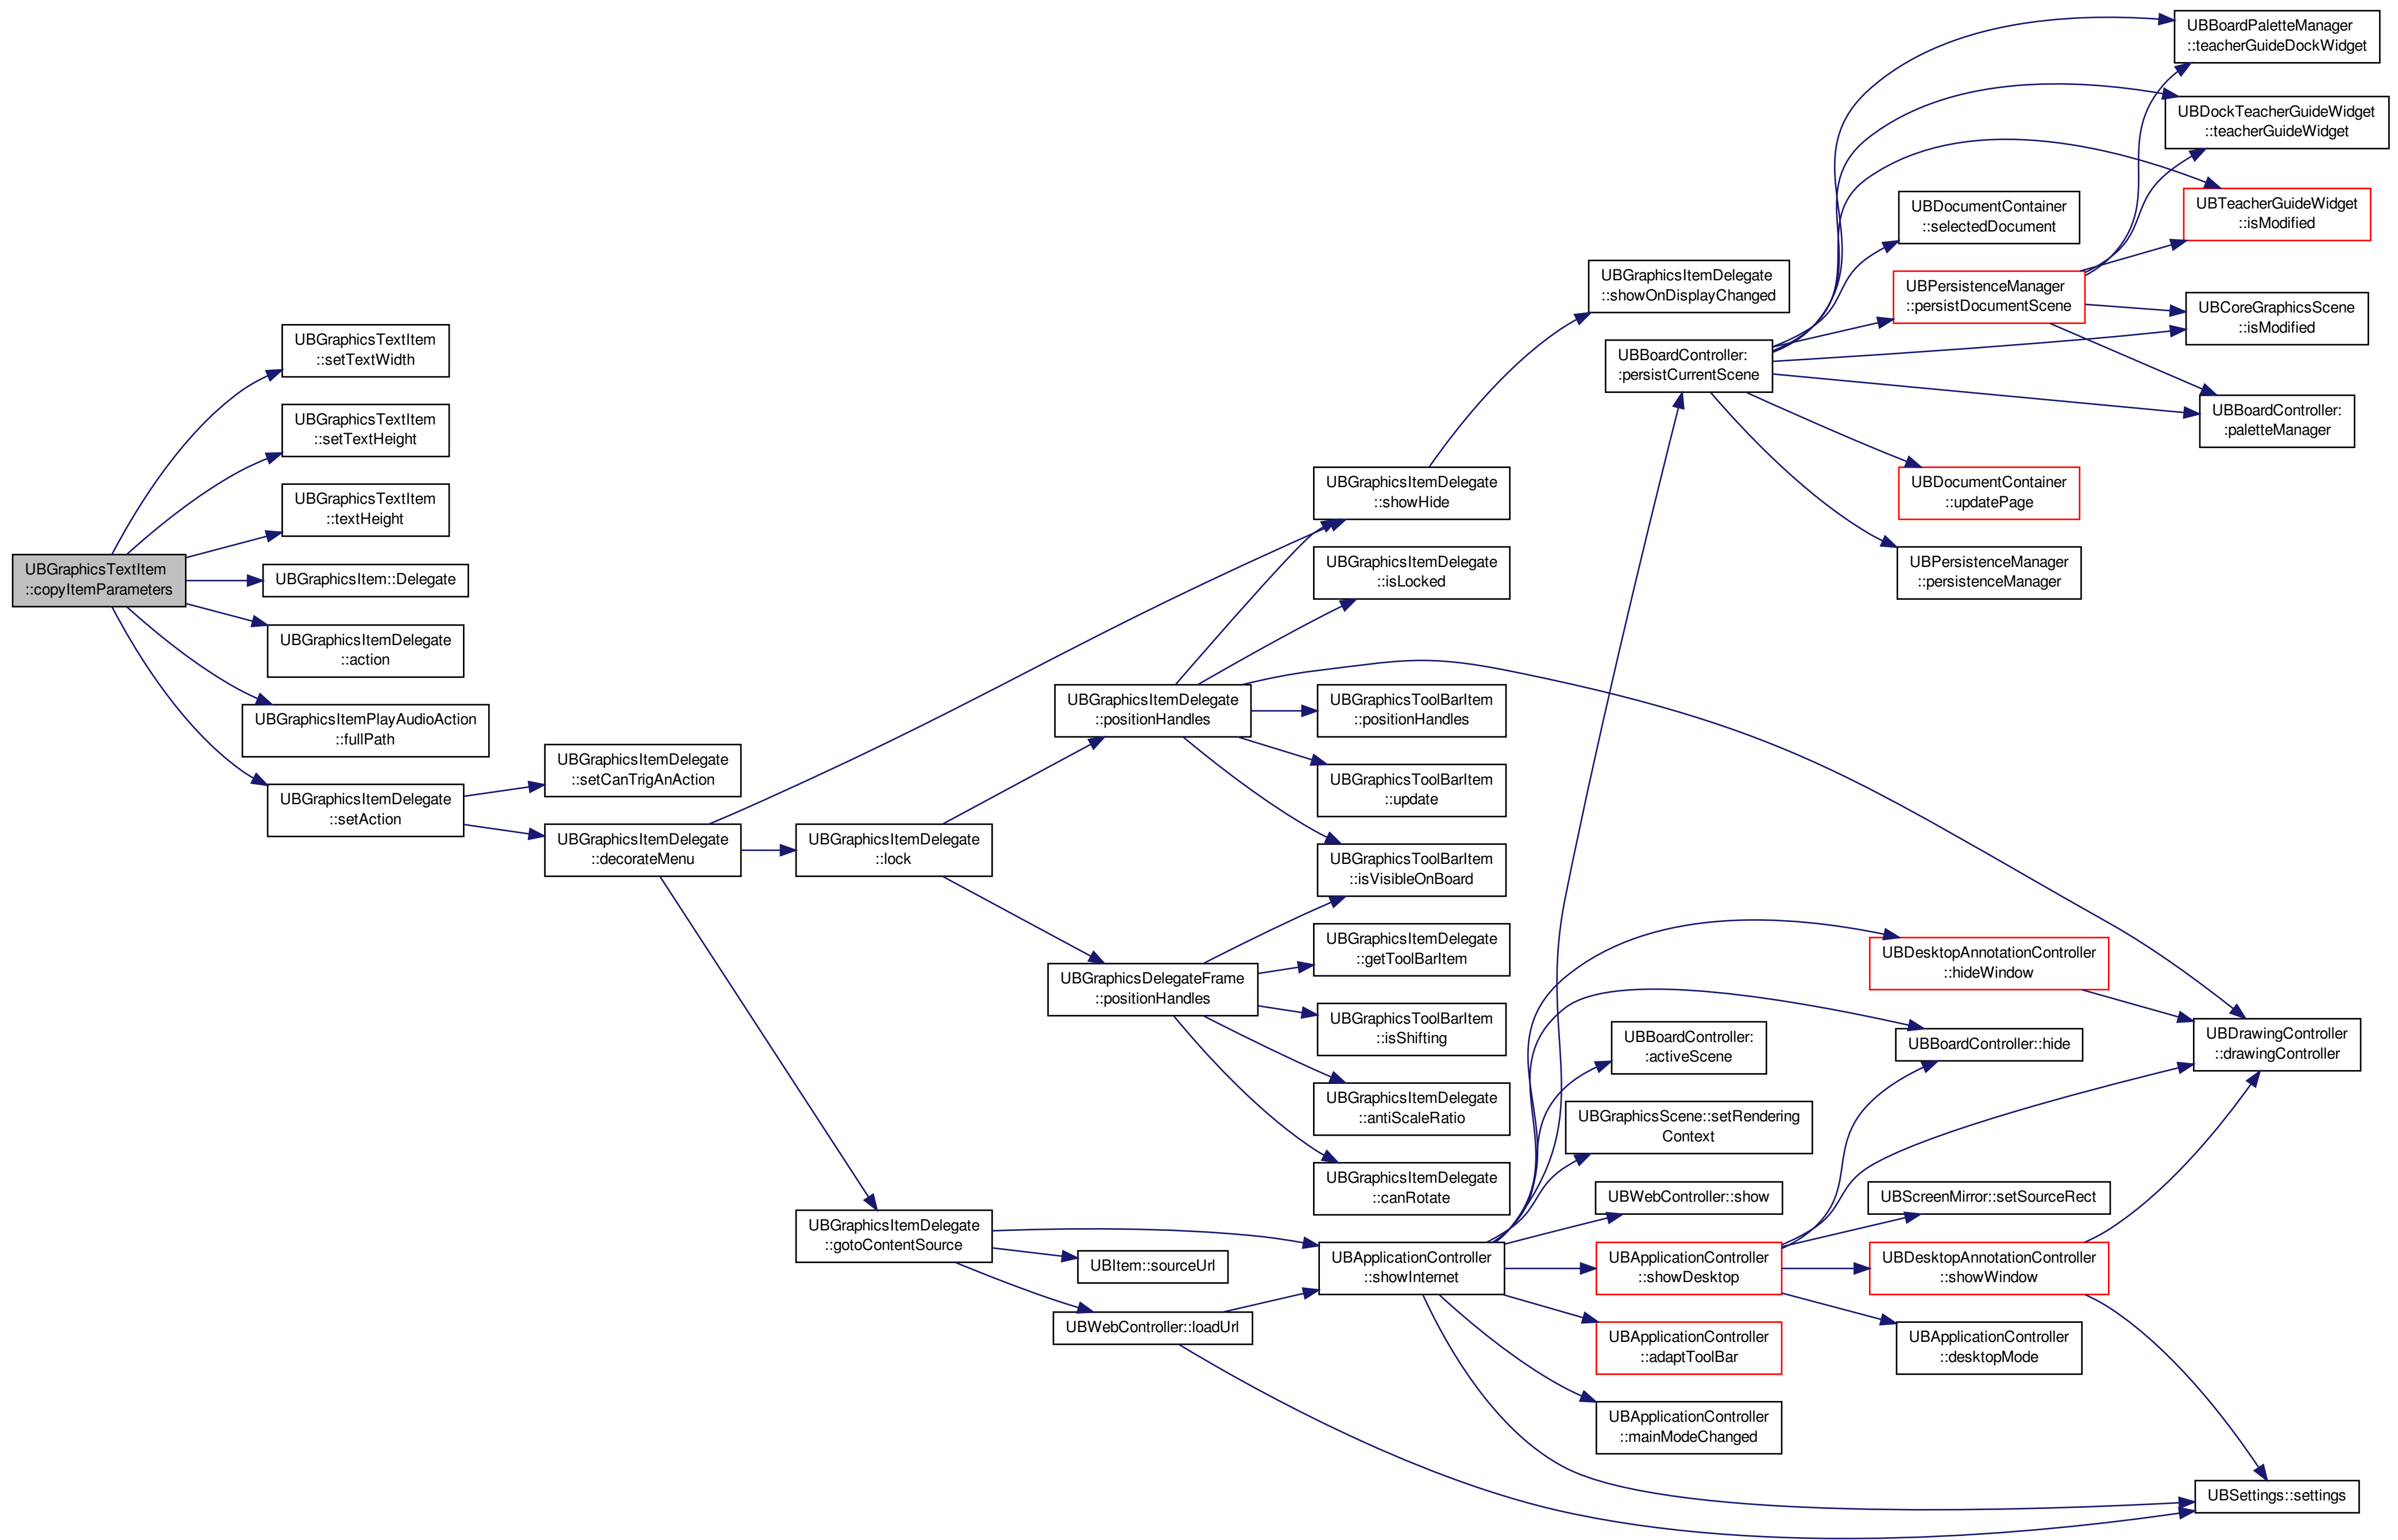 UBGraphicsTextItem
::copyItemParameters
UBGraphicsTextItem
::setTextWidth
UBGraphicsTextItem
::setTextHeight
UBGraphicsTextItem
::textHeight
UBGraphicsItem::Delegate
UBGraphicsItemDelegate
::action
UBGraphicsItemPlayAudioAction
::fullPath
UBGraphicsItemDelegate
::setAction
UBGraphicsItemDelegate
::setCanTrigAnAction
UBGraphicsItemDelegate
::decorateMenu
UBGraphicsItemDelegate
::lock
UBGraphicsItemDelegate
::gotoContentSource
UBGraphicsItemDelegate
::positionHandles
UBGraphicsDelegateFrame
::positionHandles
UBItem::sourceUrl
UBWebController::loadUrl
UBGraphicsItemDelegate
::showHide
UBGraphicsItemDelegate
::isLocked
UBGraphicsToolBarItem
::positionHandles
UBGraphicsToolBarItem
::update
UBGraphicsToolBarItem
::isVisibleOnBoard
UBGraphicsItemDelegate
::getToolBarItem
UBGraphicsToolBarItem
::isShifting
UBGraphicsItemDelegate
::antiScaleRatio
UBGraphicsItemDelegate
::canRotate
UBApplicationController
::showInternet
UBGraphicsItemDelegate
::showOnDisplayChanged
UBBoardController:
:persistCurrentScene
UBBoardController:
:activeScene
UBGraphicsScene::setRendering
Context
UBWebController::show
UBApplicationController
::showDesktop
UBApplicationController
::adaptToolBar
UBApplicationController
::mainModeChanged
UBDocumentContainer
::selectedDocument
UBPersistenceManager
::persistDocumentScene
UBDocumentContainer
::updatePage
UBPersistenceManager
::persistenceManager
UBDesktopAnnotationController
::hideWindow
UBBoardController::hide
UBScreenMirror::setSourceRect
UBDesktopAnnotationController
::showWindow
UBApplicationController
::desktopMode
UBBoardPaletteManager
::teacherGuideDockWidget
UBDockTeacherGuideWidget
::teacherGuideWidget
UBTeacherGuideWidget
::isModified
UBCoreGraphicsScene
::isModified
UBBoardController:
:paletteManager
UBDrawingController
::drawingController
UBSettings::settings